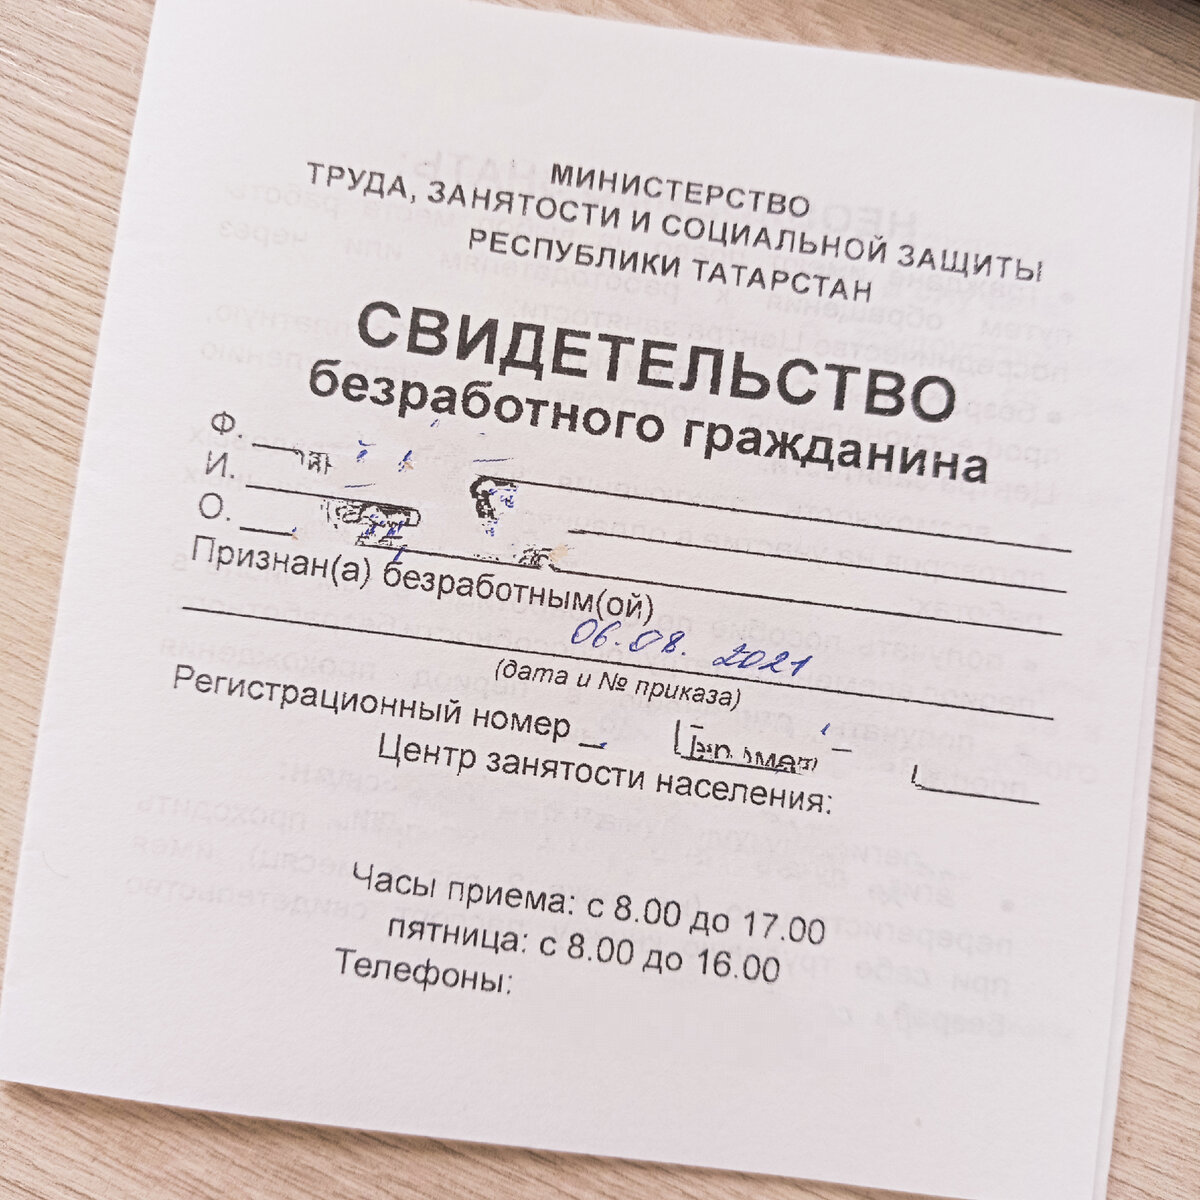 МИНИСТЕРСТВО
ТРУДА, ЗАНЯТОСТИ И СОЦИАЛЬНОЙ ЗАЩИТЫ
РЕСПУБЛИКИ ТАТАРСТАН
СВИДЕТЕЛЬСТВО
безработного гражданина
Ф.
И.
О.
Признан(а) безработным(ой)
06.08. 2021
(дата и № приказа)
Регистрационный номер
Центр занятости населения:
Часы приема: с 8.00 до 17.00
пятница: с 8.00 до 16.00
Телефоны: